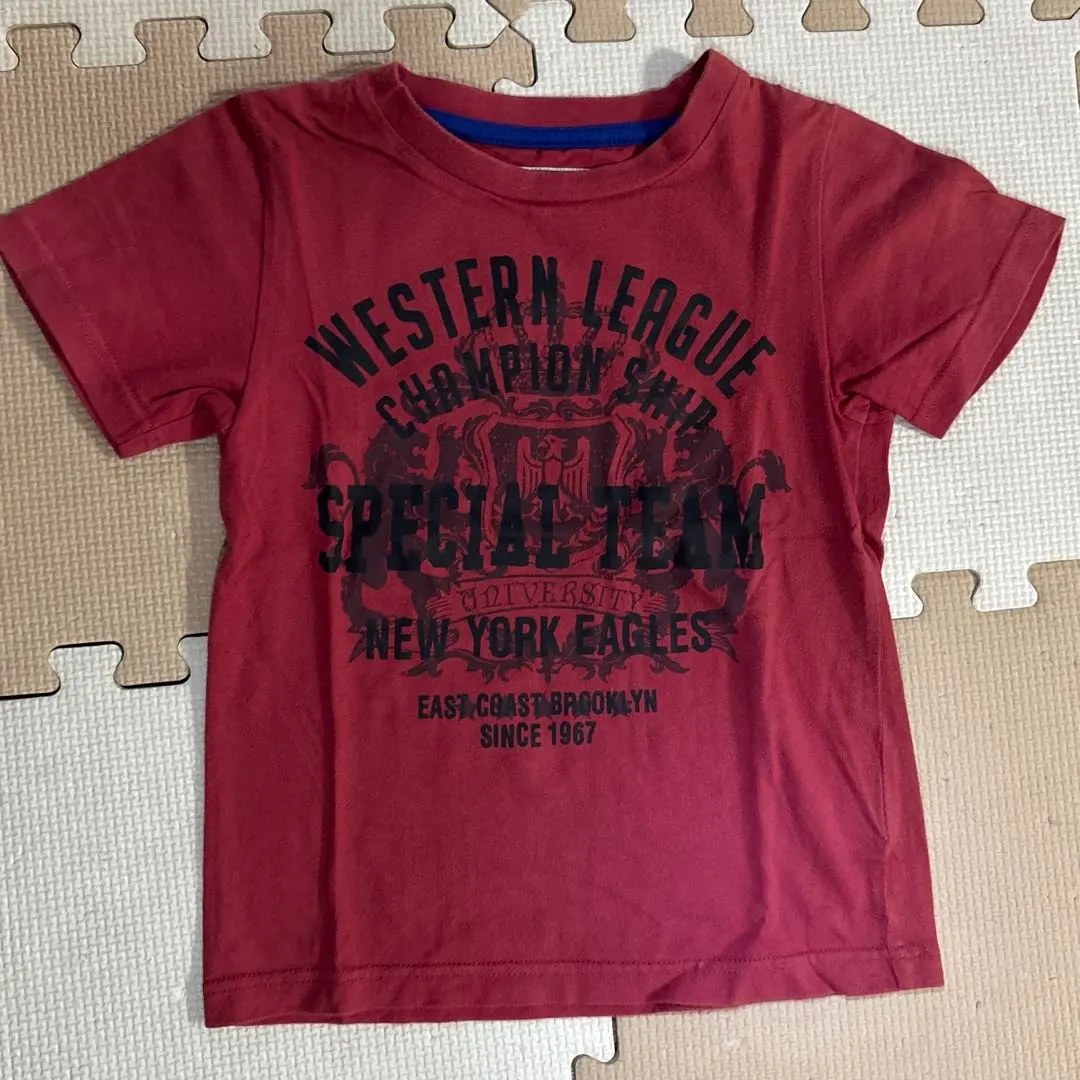 WESTERN LEAGUE
CHAMPION SHIP
SPECIAL TEAM
UNIVERSITY
NEW YORK EAGLES
EAST COAST BROOKLYN
SINCE 1967